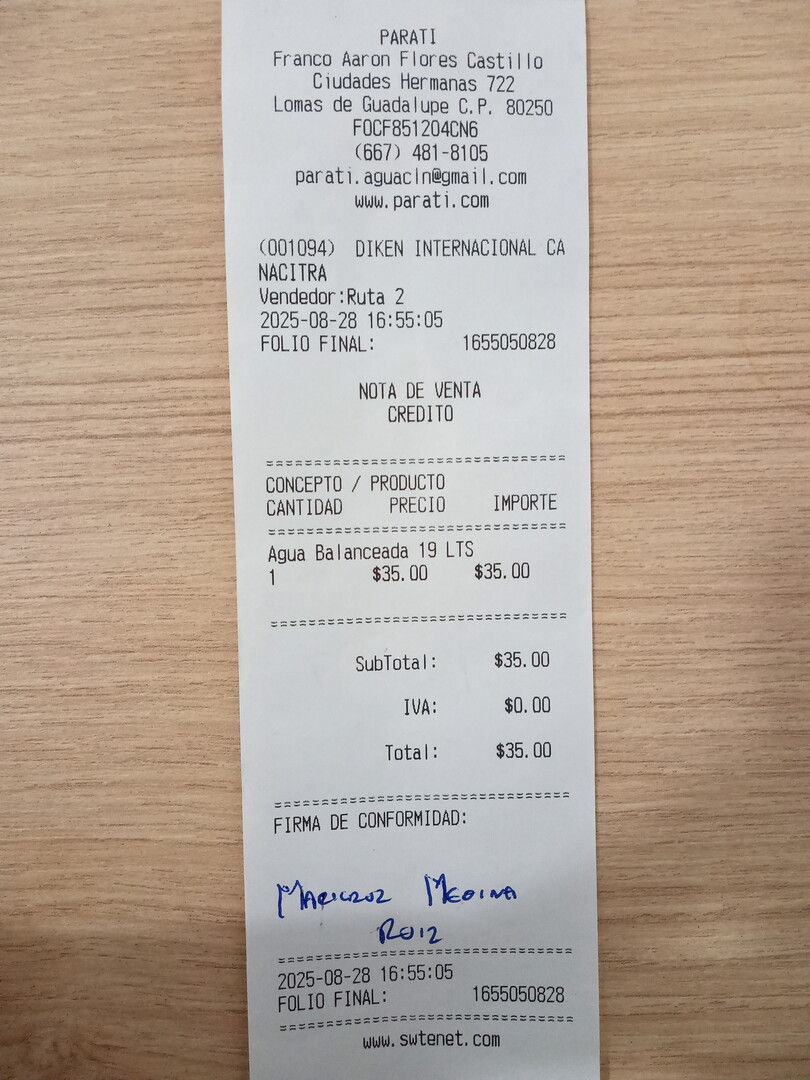 PARATI
Franco Aaron Flores Castillo
Ciudades Hermanas 722
Lomas de Guadalupe C.P. 80250
FOCF851204CN6
(667) 481-8105
parati.aguacln@gmail.com
www.parati.com
(001094) DIKEN INTERNACIONAL CA
NACITRA
Vendedor:Ruta 2
2025-08-28 16:55:05
FOLIO FINAL: 1655050828
NOTA DE VENTA
CREDITO
==============================
CONCEPTO / PRODUCTO
CANTIDAD PRECIO IMPORTE
==============================
Agua Balanceada 19 LTS
1 $35.00 $35.00
==============================
SubTotal: $35.00
IVA: $0.00
Total: $35.00
==============================
FIRMA DE CONFORMIDAD:
Maricruz Medina
Ruiz
==============================
2025-08-28 16:55:05
FOLIO FINAL: 1655050828
==============================
www.swtenet.com